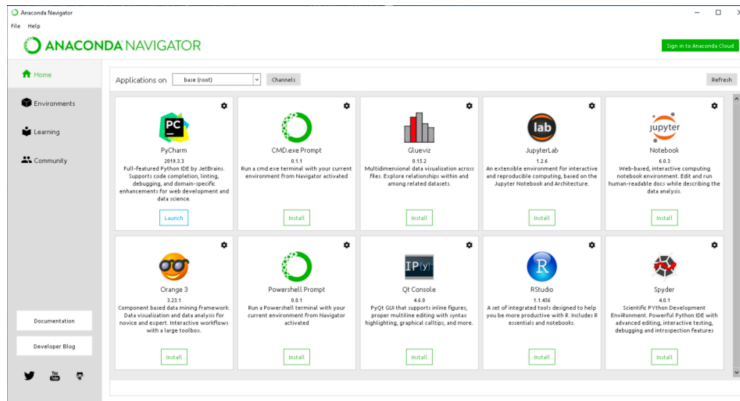 Anaconda Navigator
File Help
ANACONDA NAVIGATOR
Sign in to Anaconda Cloud
Home
Environments
Learning
Community
Documentation
Developer Blog
You
Tube
Applications on
base (root)
Channels
Refresh
PC
PyCharm
2019.3.3
Full-featured Python IDE by JetBrains.
Supports code completion, linting,
debugging, and domain-specific
enhancements for web development and
data science.
Launch
CMD.exe Prompt
0.1.1
Run a cmd.exe terminal with your current
environment from Navigator activated
Install
Glueviz
0.15.2
Multidimensional data visualization across
files. Explore relationships within and
among related datasets.
Install
lab
JupyterLab
1.2.6
An extensible environment for interactive
and reproducible computing, based on the
Jupyter Notebook and Architecture.
Install
jupyter
Notebook
6.0.3
Web-based, interactive computing
notebook environment. Edit and run
human-readable docs while describing the
data analysis.
Install
Orange 3
3.23.1
Component based data mining framework.
Data visualization and data analysis for
novice and expert. Interactive workflows
with a large toolbox.
Install
Powershell Prompt
0.0.1
Run a Powershell terminal with your
current environment from Navigator
activated
Install
IP[y]:
Qt Console
4.6.0
PyQt GUI that supports inline figures,
proper multiline editing with syntax
highlighting, graphical calltips, and more.
Install
R
RStudio
1.1.456
A set of integrated tools designed to help
you be more productive with R. Includes R
essentials and notebooks.
Install
Spyder
4.0.1
Scientific PYthon Development
EnviRonment. Powerful Python IDE with
advanced editing, interactive testing,
debugging and introspection features
Install